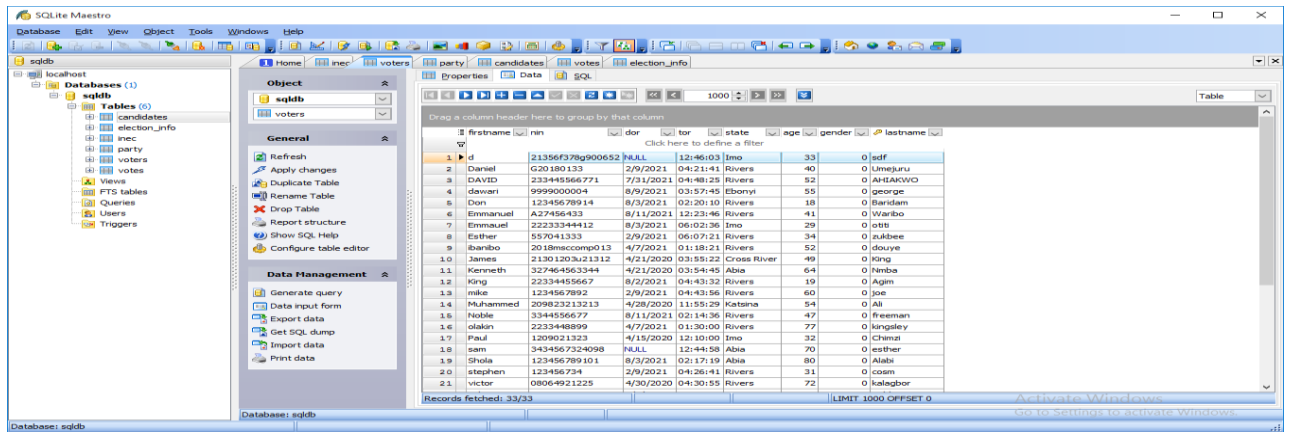 SQLite Maestro
Database Edit View Object Tools Windows Help
sqldb
localhost
Databases (1)
sqldb
Tables (6)
candidates
election_info
inec
party
voters
votes
Views
FTS tables
Queries
Users
Triggers
Home inec voters party candidates votes election_info
Object
sqldb
voters
General
Refresh
Apply changes
Duplicate Table
Rename Table
Drop Table
Report structure
Show SQL Help
Configure table editor
Data Management
Generate query
Data input form
Export data
Get SQL dump
Import data
Print data
Properties Data SQL
1000 Table
Drag a column header here to group by that column
firstname nin dor tor state age gender lastname
Click here to define a filter
1 d 21356f378g900652 NULL 12:46:03 Imo 33 0 sdf
2 Daniel G20180133 2/9/2021 04:21:41 Rivers 40 0 Umejuru
3 DAVID 233445566771 7/31/2021 04:48:25 Rivers 52 0 AHIAKWO
4 dawari 9999000004 8/9/2021 03:57:45 Ebonyi 55 0 george
5 Don 12345678914 8/3/2021 02:20:10 Rivers 18 0 Baridam
6 Emmanuel A27456433 8/11/2021 12:23:46 Rivers 41 0 Waribo
7 Emmauel 22233344412 8/3/2021 06:02:36 Imo 29 0 otiti
8 Esther 557041333 2/9/2021 06:07:21 Rivers 34 0 zukbee
9 ibanibo 2018msccomp013 4/7/2021 01:18:21 Rivers 52 0 douye
10 James 21301203u21312 4/21/2020 03:55:22 Cross River 49 0 King
11 Kenneth 327464563344 4/21/2020 03:54:45 Abia 64 0 Nmba
12 King 22334455667 8/2/2021 04:43:32 Rivers 19 0 Agim
13 mike 1234567892 2/9/2021 04:43:56 Rivers 60 0 joe
14 Muhammed 209823213213 4/28/2020 11:55:29 Katsina 54 0 Ali
15 Noble 3344556677 8/11/2021 02:14:36 Rivers 47 0 freeman
16 olakin 2233448899 4/7/2021 01:30:00 Rivers 77 0 kingsley
17 Paul 1209021323 4/15/2020 12:10:00 Imo 32 0 Chimzi
18 sam 3434567324098 NULL 12:44:58 Abia 70 0 esther
19 Shola 123456789101 8/3/2021 02:17:19 Abia 80 0 Alabi
20 stephen 123456734 2/9/2021 04:26:41 Rivers 31 0 cosm
21 victor 08064921225 4/30/2020 04:30:55 Rivers 72 0 kalagbor
Records fetched: 33/33 LIMIT 1000 OFFSET 0
Activate Windows
Go to Settings to activate Windows.
Database: sqldb
Database: sqldb